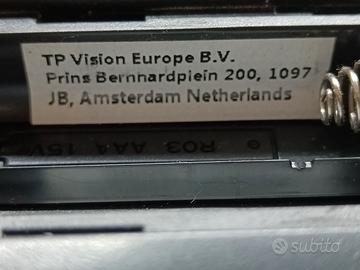 TP Vision Europe B.V.
Prins Bernhardplein 200, 1097
JB, Amsterdam Netherlands
R03 AAA 1.5V
subito